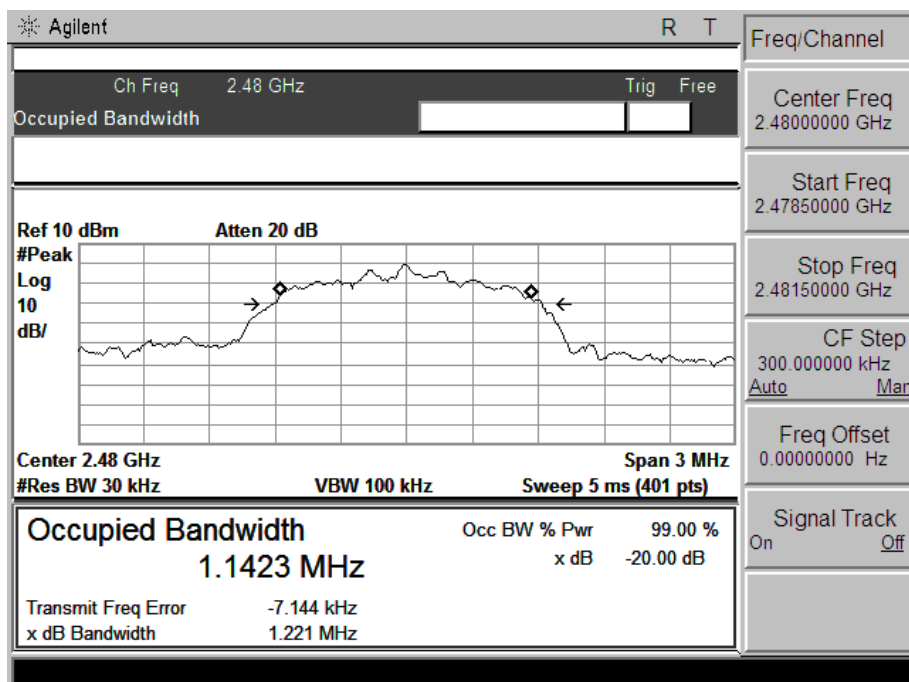 Agilent R T
Ch Freq 2.48 GHz Trig Free
Occupied Bandwidth
Ref 10 dBm Atten 20 dB
#Peak
Log
10
dB/
Center 2.48 GHz Span 3 MHz
#Res BW 30 kHz VBW 100 kHz Sweep 5 ms (401 pts)
Occupied Bandwidth
1.1423 MHz
Occ BW % Pwr 99.00 %
x dB -20.00 dB
Transmit Freq Error -7.144 kHz
x dB Bandwidth 1.221 MHz
Freq/Channel
Center Freq
2.48000000 GHz
Start Freq
2.47850000 GHz
Stop Freq
2.48150000 GHz
CF Step
300.000000 kHz
Auto Man
Freq Offset
0.00000000 Hz
Signal Track
On Off